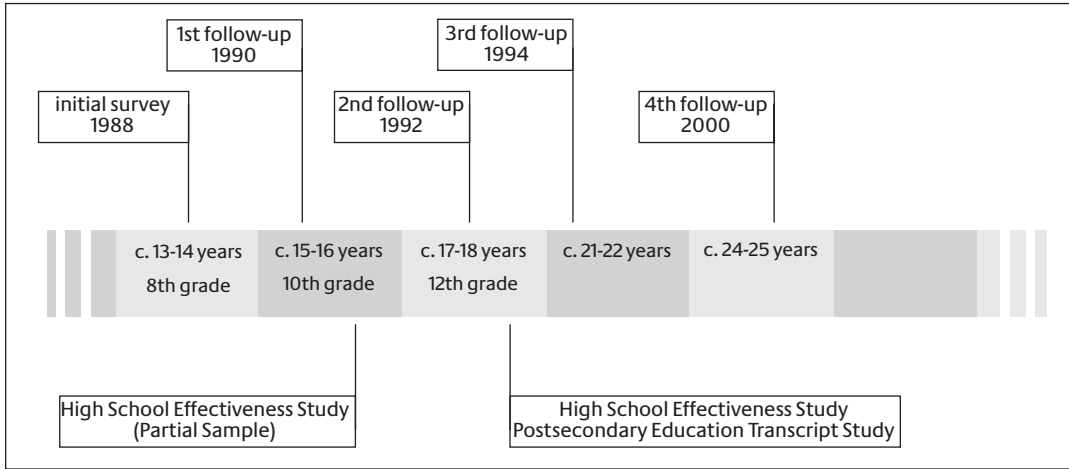 1st follow-up
1990
3rd follow-up
1994
initial survey
1988
2nd follow-up
1992
4th follow-up
2000
c. 13-14 years
8th grade
c. 15-16 years
10th grade
c. 17-18 years
12th grade
c. 21-22 years
c. 24-25 years
High School Effectiveness Study
(Partial Sample)
High School Effectiveness Study
Postsecondary Education Transcript Study